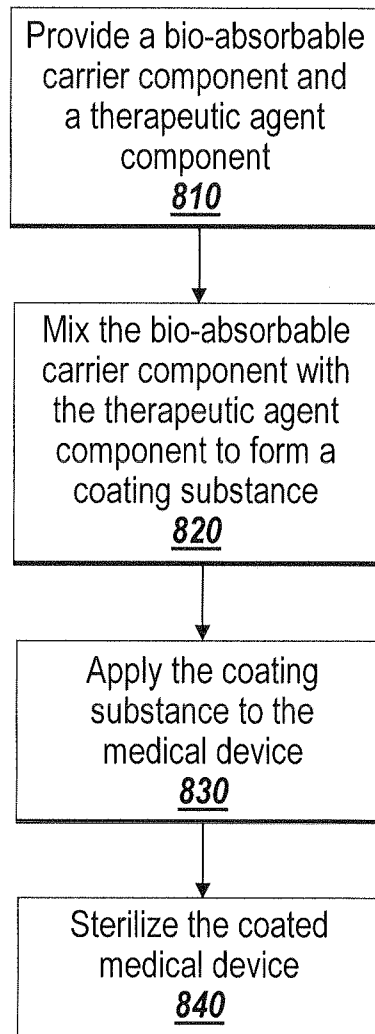 Provide a bio-absorbable
carrier component and
a therapeutic agent
component
810
Mix the bio-absorbable
carrier component with
the therapeutic agent
component to form a
coating substance
820
Apply the coating
substance to the
medical device
830
Sterilize the coated
medical device
840